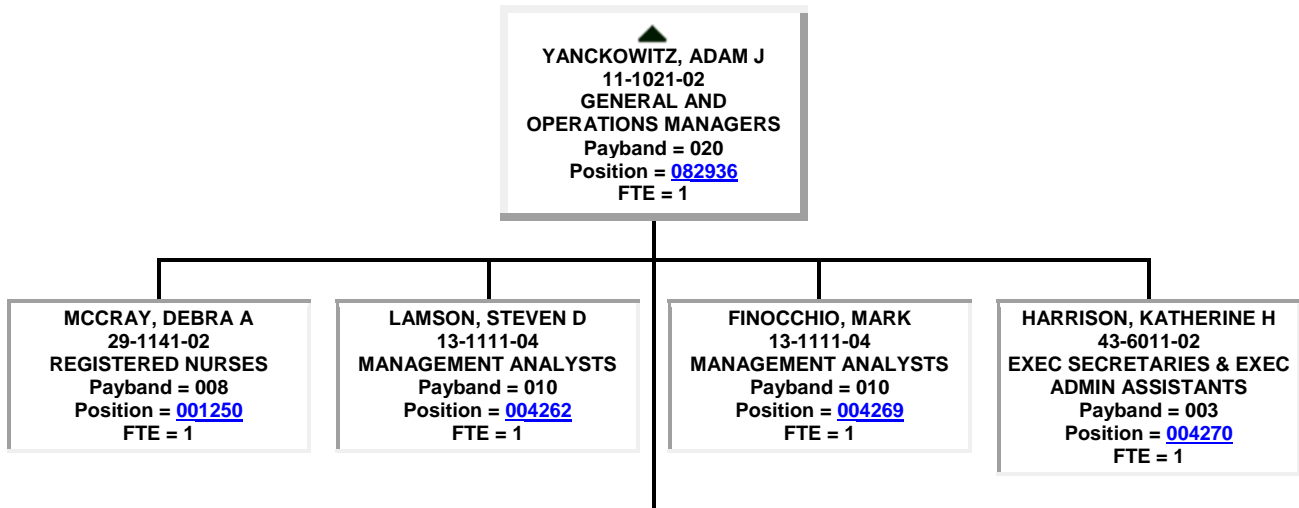 YANCKOWITZ, ADAM J
11-1021-02
GENERAL AND
OPERATIONS MANAGERS
Payband = 020
Position = 082936
FTE = 1
MCCRAY, DEBRA A
29-1141-02
REGISTERED NURSES
Payband = 008
Position = 001250
FTE = 1
LAMSON, STEVEN D
13-1111-04
MANAGEMENT ANALYSTS
Payband = 010
Position = 004262
FTE = 1
FINOCCHIO, MARK
13-1111-04
MANAGEMENT ANALYSTS
Payband = 010
Position = 004269
FTE = 1
HARRISON, KATHERINE H
43-6011-02
EXEC SECRETARIES & EXEC
ADMIN ASSISTANTS
Payband = 003
Position = 004270
FTE = 1